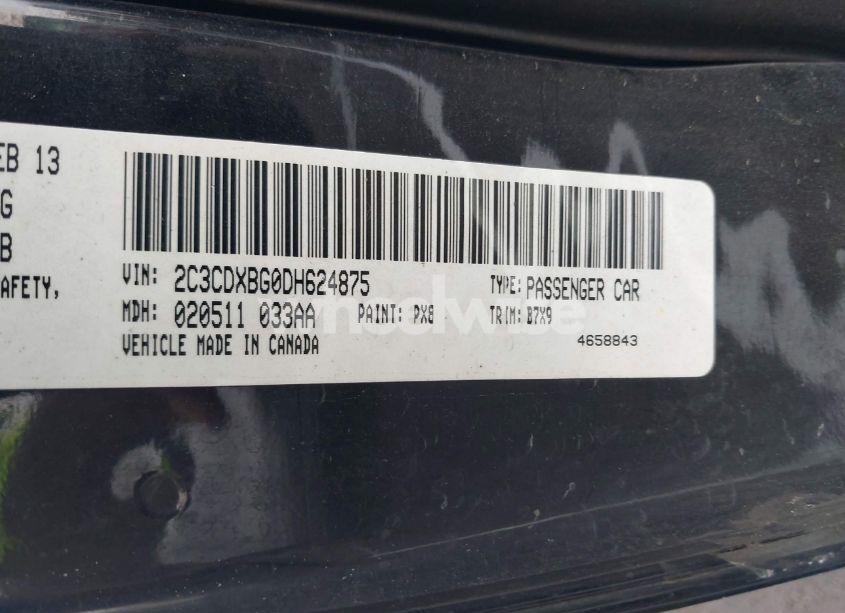 EB 13
G
B
AFETY,
VIN: 2C3CDXBG0DH624875 TYPE: PASSENGER CAR
MDH: 020511 033AA PAINT: PX8 TRIM: B7X9
VEHICLE MADE IN CANADA 4658843